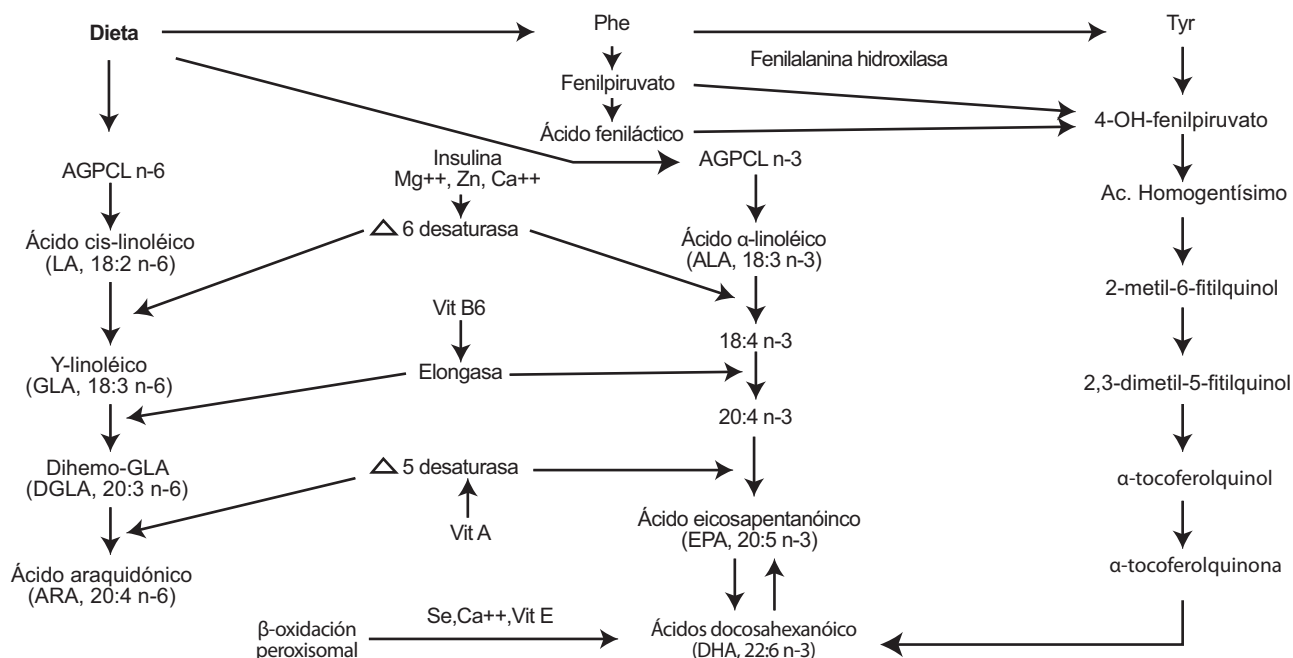 Dieta
Phe
Tyr
Fenilalanina hidroxilasa
Fenilpiruvato
Ácido feniláctico
4-OH-fenilpiruvato
AGPCL n-6
Insulina
Mg++, Zn, Ca++
AGPCL n-3
Ac. Homogentísimo
Ácido cis-linoléico
(LA, 18:2 n-6)
△ 6 desaturasa
Ácido α-linoléico
(ALA, 18:3 n-3)
2-metil-6-fitilquinol
Vit B6
18:4 n-3
Y-linoléico
(GLA, 18:3 n-6)
Elongasa
2,3-dimetil-5-fitilquinol
20:4 n-3
Dihemo-GLA
(DGLA, 20:3 n-6)
△ 5 desaturasa
α-tocoferolquinol
Vit A
Ácido eicosapentanóinco
(EPA, 20:5 n-3)
Ácido araquidónico
(ARA, 20:4 n-6)
α-tocoferolquinona
β-oxidación
peroxisomal
Se,Ca++,Vit E
Ácidos docosahexanóico
(DHA, 22:6 n-3)